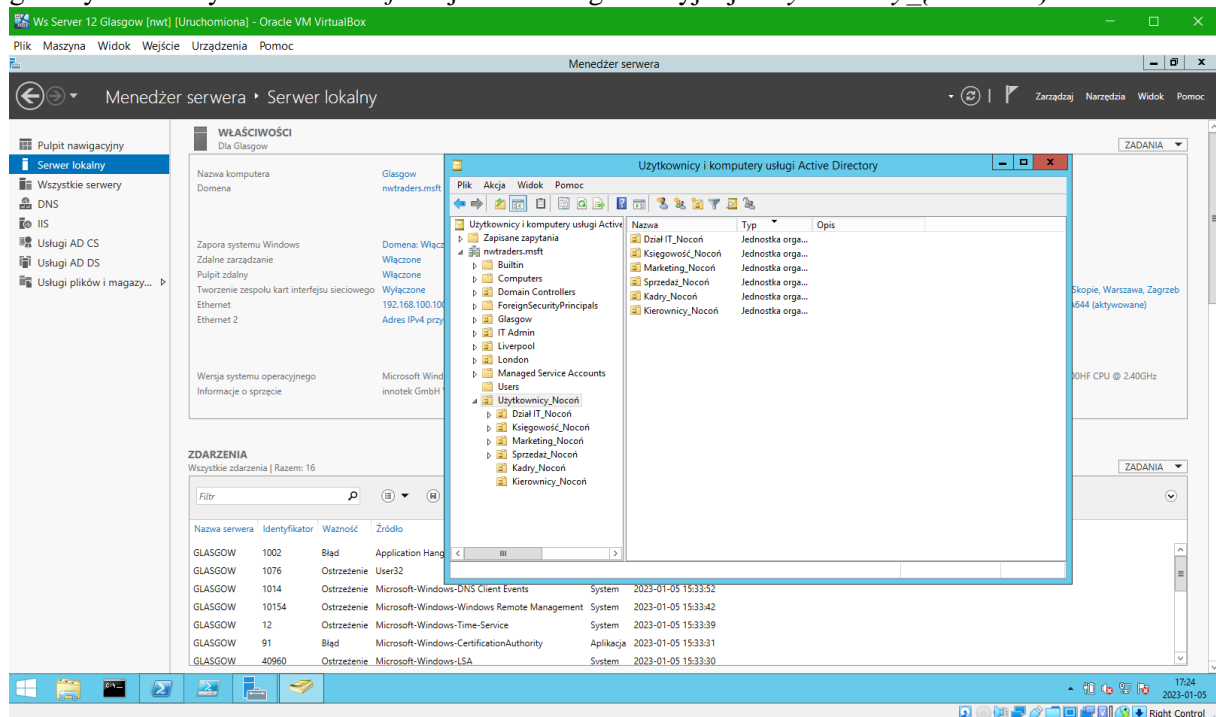 Ws Server 12 Glasgow [nwt] [Uruchomiona] - Oracle VM VirtualBox
Plik Maszyna Widok Wejście Urządzenia Pomoc
Menedżer serwera
Menedżer serwera • Serwer lokalny
Zarządzaj Narzędzia Widok Pomoc
Pulpit nawigacyjny
Serwer lokalny
Wszystkie serwery
DNS
IIS
Usługi AD CS
Usługi AD DS
Usługi plików i magazy...
WŁAŚCIWOŚCI
Dla Glasgow
ZADANIA
Nazwa komputera Glasgow
Domena nwtraders.msft
Zapora systemu Windows Domena: Włącz
Zdalne zarządzanie Włączone
Pulpit zdalny Włączone
Tworzenie zespołu kart interfejsu sieciowego Wyłączone
Ethernet 192.168.100.100
Ethernet 2 Adres IPv4 przy
Skopie, Warszawa, Zagrzeb
644 (aktywowane)
Wersja systemu operacyjnego Microsoft Wind
Informacje o sprzęcie innotek GmbH
0HF CPU @ 2.40GHz
Użytkownicy i komputery usługi Active Directory
Plik Akcja Widok Pomoc
Użytkownicy i komputery usługi Active
Zapisane zapytania
nwtraders.msft
Builtin
Computers
Domain Controllers
ForeignSecurityPrincipals
Glasgow
IT Admin
Liverpool
London
Managed Service Accounts
Users
Użytkownicy_Nocoń
Dział IT_Nocoń
Księgowość_Nocoń
Marketing_Nocoń
Sprzedaż_Nocoń
Kadry_Nocoń
Kierownicy_Nocoń
Nazwa Typ Opis
Dział IT_Nocoń Jednostka orga...
Księgowość_Nocoń Jednostka orga...
Marketing_Nocoń Jednostka orga...
Sprzedaż_Nocoń Jednostka orga...
Kadry_Nocoń Jednostka orga...
Kierownicy_Nocoń Jednostka orga...
ZDARZENIA
Wszystkie zdarzenia | Razem: 16
ZADANIA
Filtr
Nazwa serwera Identyfikator Ważność Źródło
GLASGOW 1002 Błąd Application Hang
GLASGOW 1076 Ostrzeżenie User32
GLASGOW 1014 Ostrzeżenie Microsoft-Windows-DNS Client Events System 2023-01-05 15:33:52
GLASGOW 10154 Ostrzeżenie Microsoft-Windows-Windows Remote Management System 2023-01-05 15:33:42
GLASGOW 12 Ostrzeżenie Microsoft-Windows-Time-Service System 2023-01-05 15:33:39
GLASGOW 91 Błąd Microsoft-Windows-CertificationAuthority Aplikacja 2023-01-05 15:33:31
GLASGOW 40960 Ostrzeżenie Microsoft-Windows-LSA System 2023-01-05 15:33:30
17:24
2023-01-05
Right Control